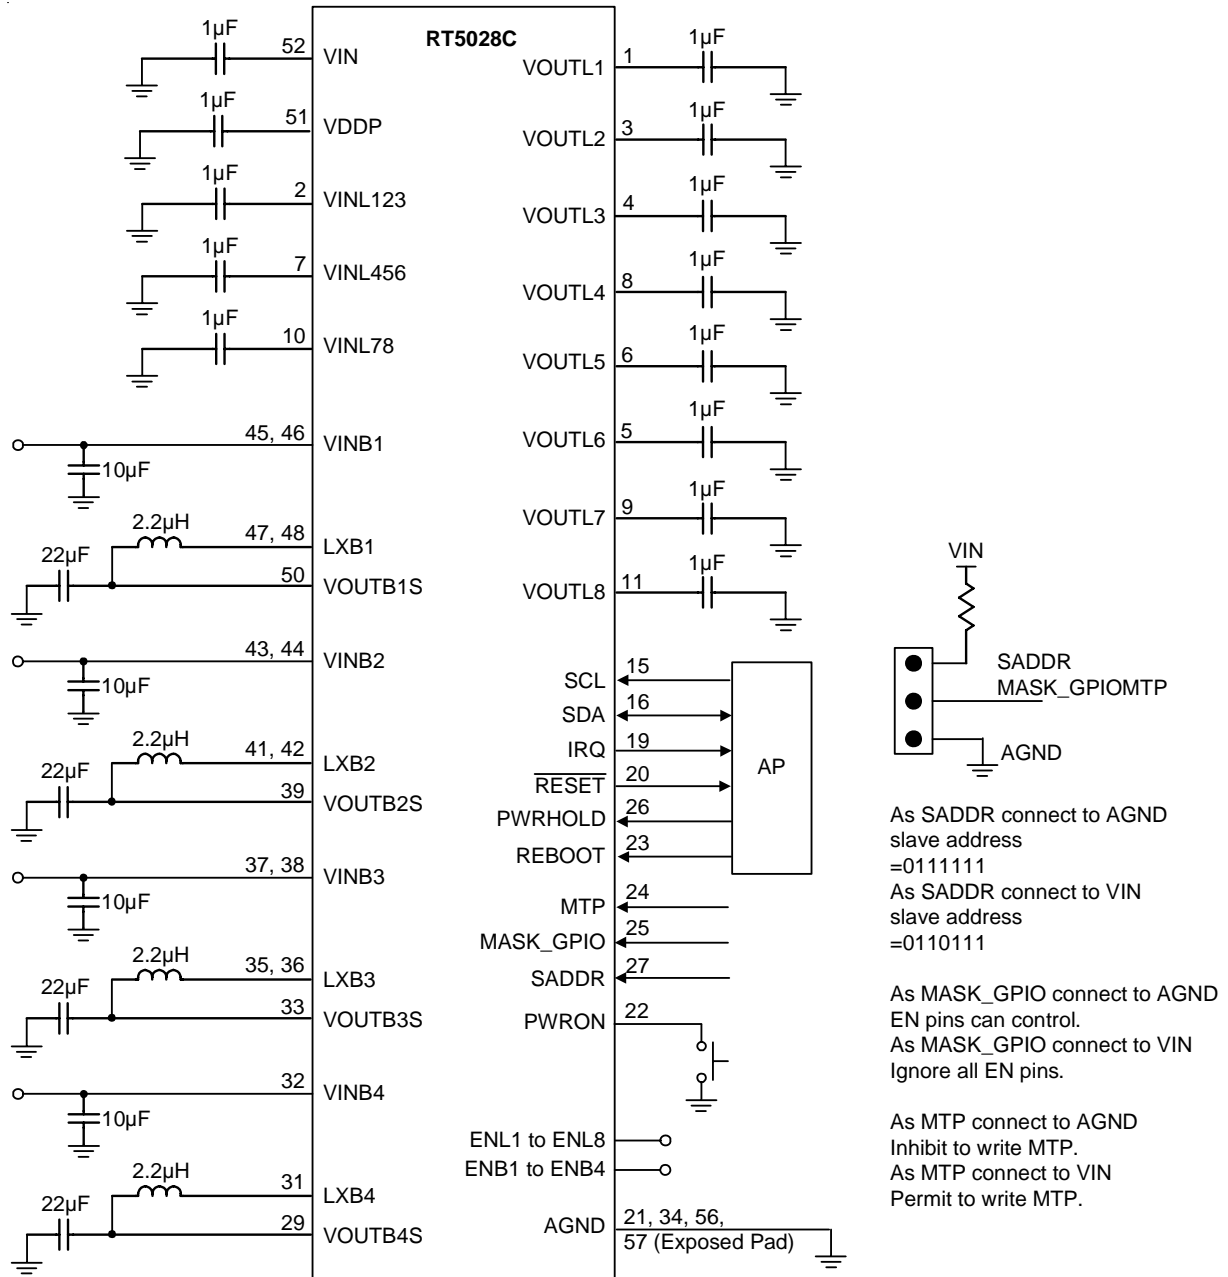 RT5028C
1µF
52
VIN
1µF
51
VDDP
1µF
2
VINL123
1µF
7
VINL456
1µF
10
VINL78
45, 46
VINB1
10µF
2.2µH
47, 48
LXB1
22µF
50
VOUTB1S
43, 44
VINB2
10µF
2.2µH
41, 42
LXB2
22µF
39
VOUTB2S
37, 38
VINB3
10µF
2.2µH
35, 36
LXB3
22µF
33
VOUTB3S
32
VINB4
10µF
2.2µH
31
LXB4
22µF
29
VOUTB4S
VOUTL1
1
1µF
VOUTL2
3
1µF
VOUTL3
4
1µF
VOUTL4
8
1µF
VOUTL5
6
1µF
VOUTL6
5
1µF
VOUTL7
9
1µF
VOUTL8
11
1µF
SCL
15
SDA
16
IRQ
19
RESET
20
PWRHOLD
26
REBOOT
23
AP
MTP
24
MASK_GPIO
25
SADDR
27
PWRON
22
ENL1 to ENL8
ENB1 to ENB4
AGND
21, 34, 56,
57 (Exposed Pad)
VIN
SADDR
MASK_GPIOMTP
AGND
As SADDR connect to AGND
slave address
=0111111
As SADDR connect to VIN
slave address
=0110111
As MASK_GPIO connect to AGND
EN pins can control.
As MASK_GPIO connect to VIN
Ignore all EN pins.
As MTP connect to AGND
Inhibit to write MTP.
As MTP connect to VIN
Permit to write MTP.